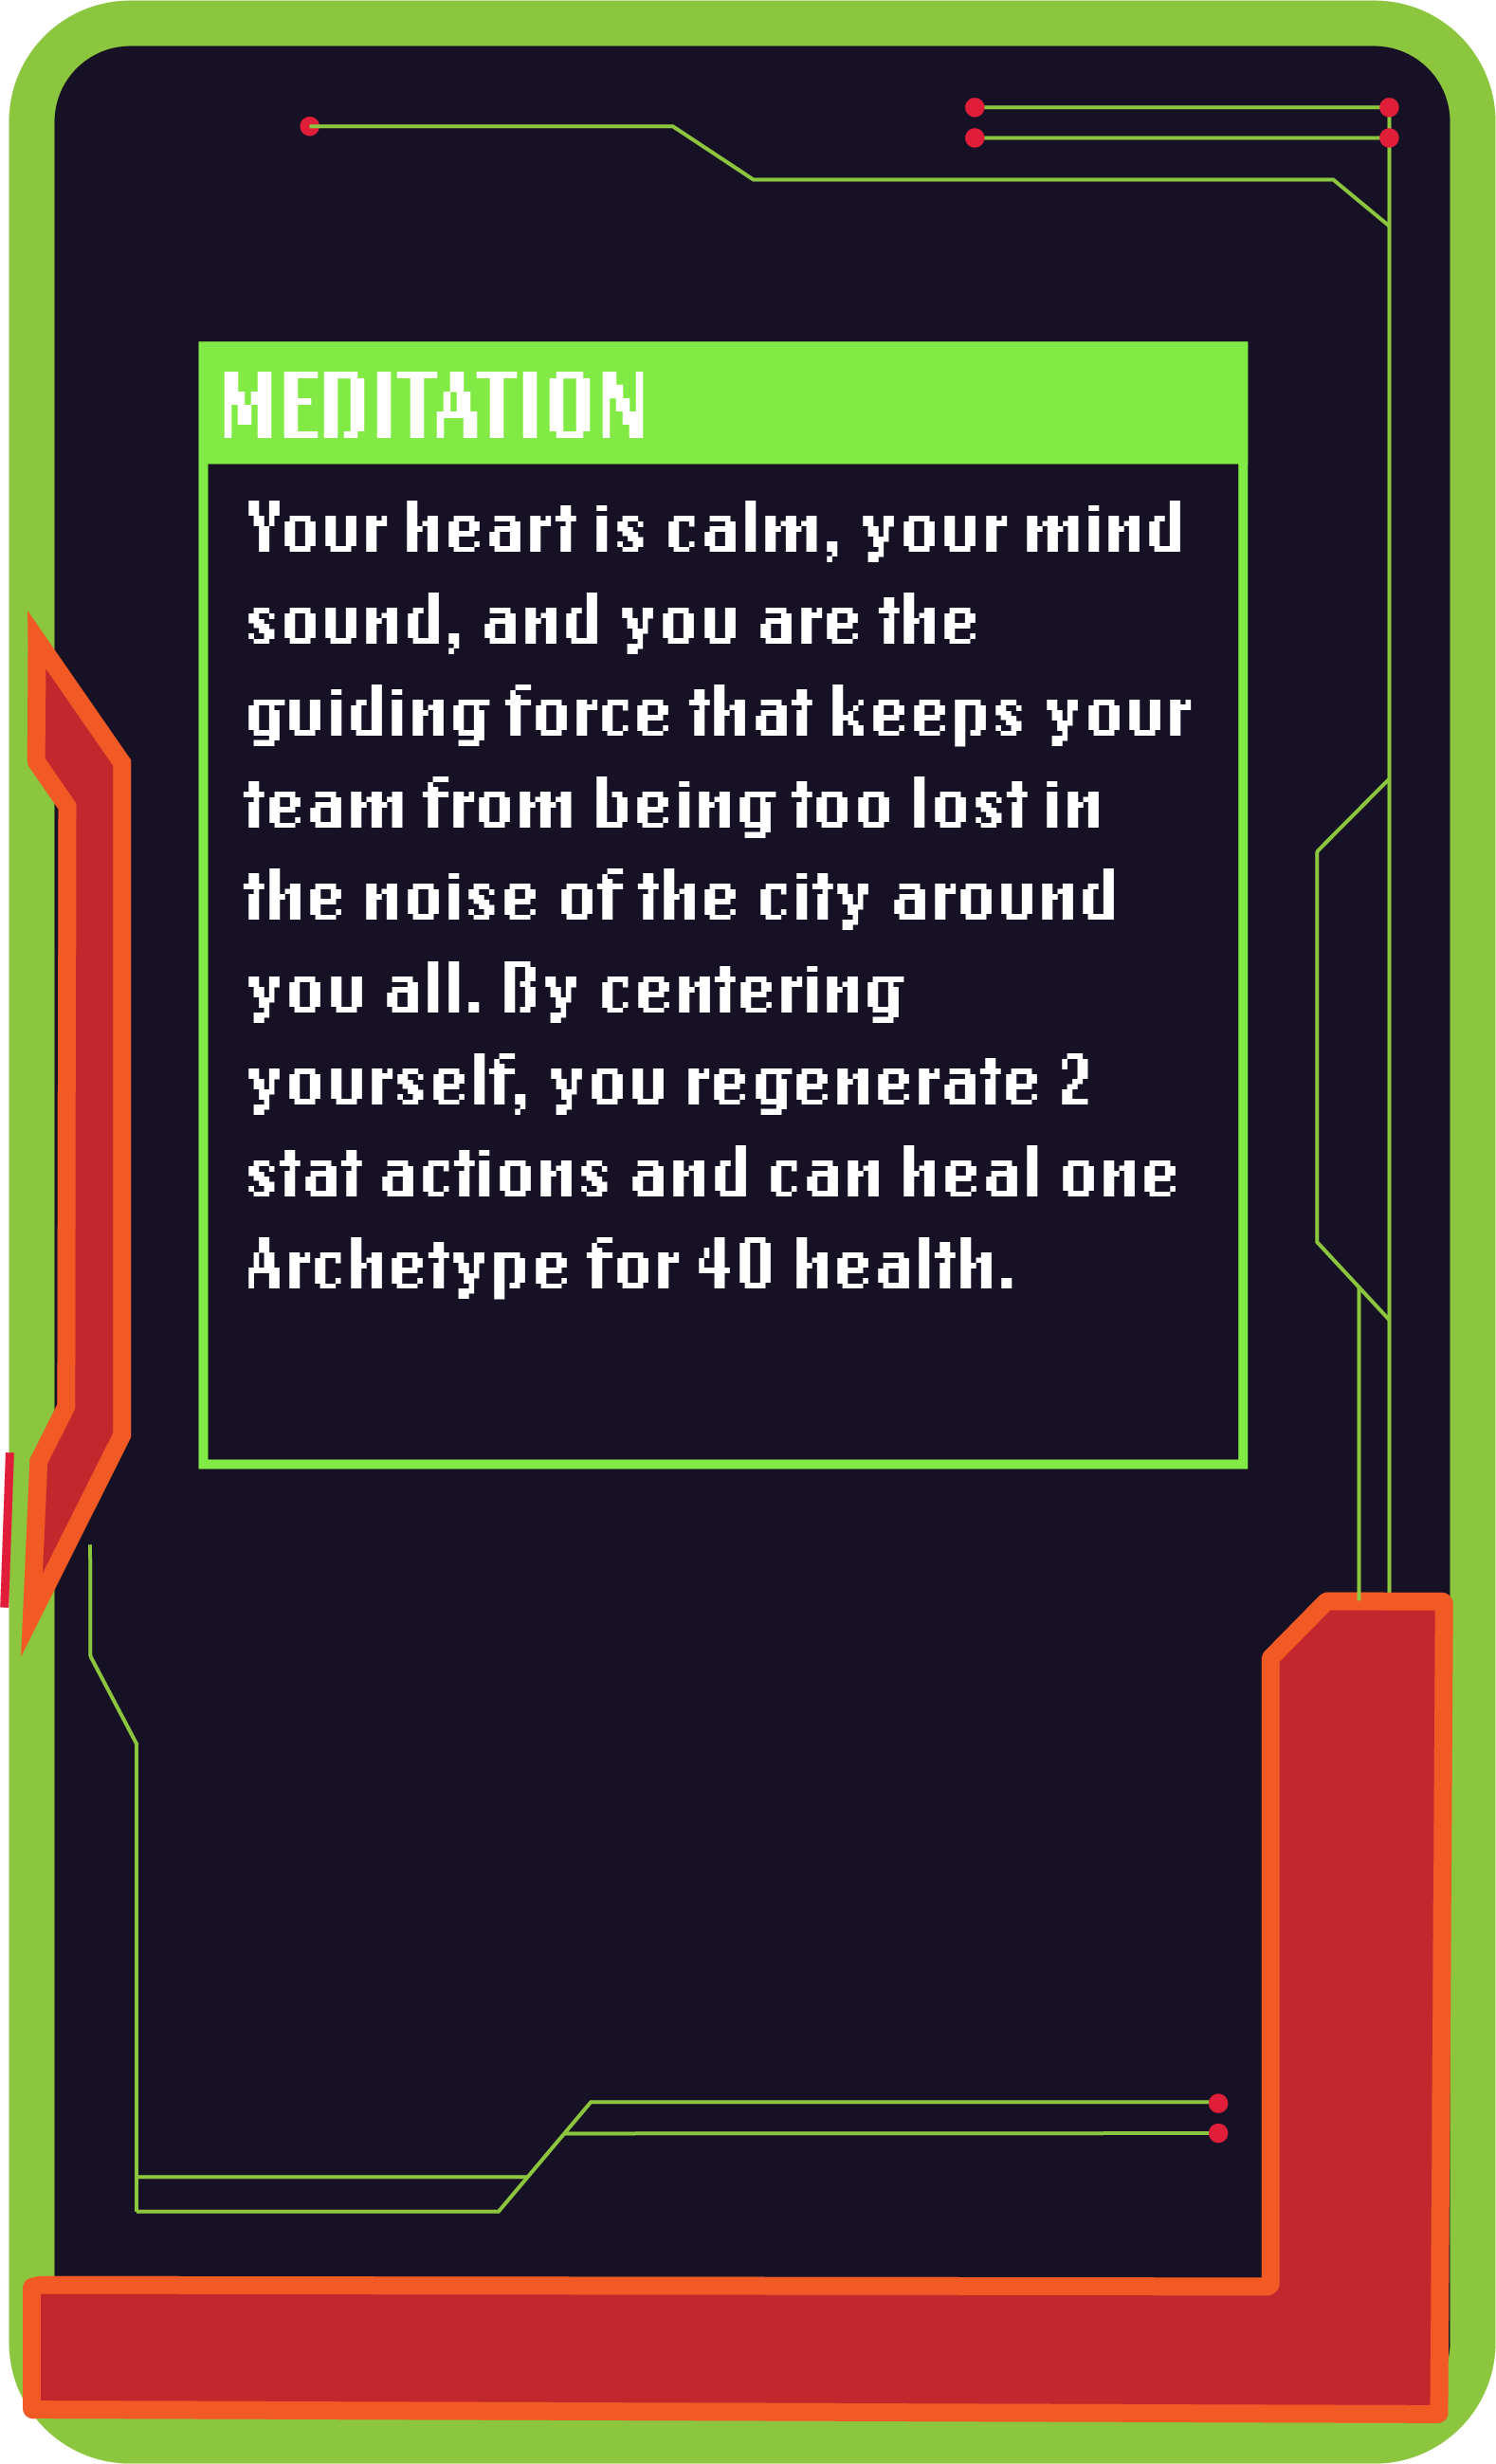 MEDITATION
Your heart is calm, your mind
sound, and you are the
guiding force that keeps your
team from being too lost in
the noise of the city around
you all. By centering
yourself, you regenerate 2
stat actions and can heal one
Archetype for 40 health.